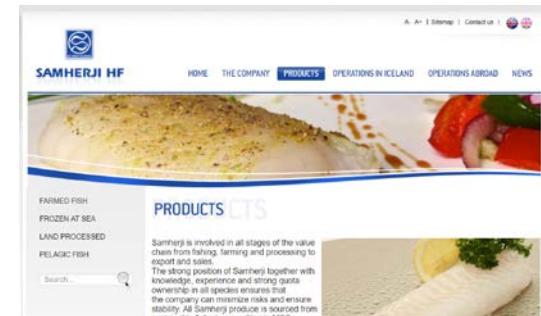 A- A+ | Sitemap | Contact us |
SAMHERJI HF
HOME THE COMPANY PRODUCTS OPERATIONS IN ICELAND OPERATIONS ABROAD NEWS
FARMED FISH
FROZEN AT SEA
LAND PROCESSED
PELAGIC FISH
Search...
PRODUCTS
Samherji is involved in all stages of the value
chain from fishing, farming and processing to
export and sales.
The strong position of Samherji together with
knowledge, experience and strong quota
ownership in all species ensures that
the company can minimize risks and ensure
stability. All Samherji produce is sourced from